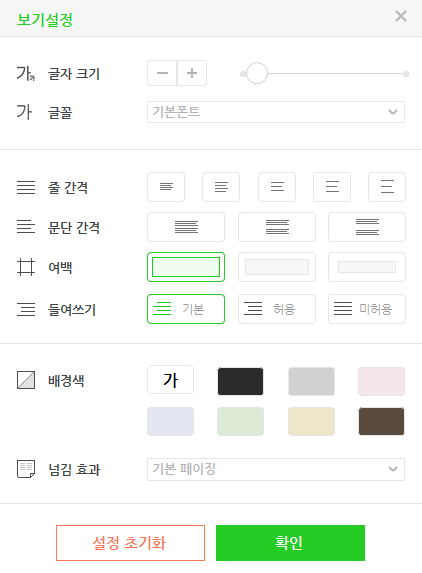 보기설정
가가 글자 크기
가 글꼴
기본폰트
줄 간격
문단 간격
여백
들여쓰기
기본
허용
미허용
배경색
가
넘김 효과
기본 페이징
설정 초기화
확인